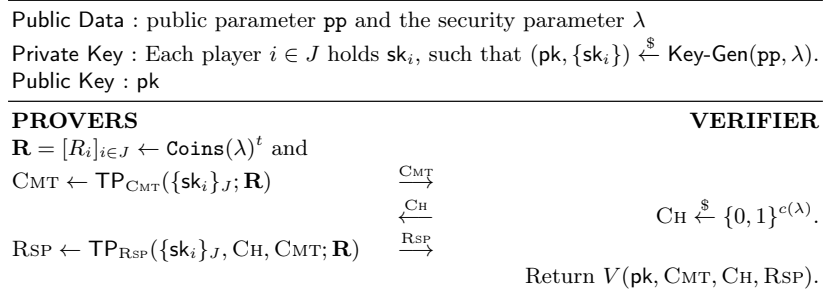 Public Data : public parameter pp and the security parameter λ
Private Key : Each player i ∈ J holds sk_i, such that (pk, {sk_i}) ←$ Key-Gen(pp, λ).
Public Key : pk
PROVERS VERIFIER
R = [R_i]_{i∈J} ← Coins(λ)^t and
CMT ← TP_CMT({sk_i}_J; R) CMT →
CH ← CH ←$ {0, 1}^{c(λ)}.
RSP ← TP_RSP({sk_i}_J, CH, CMT; R) RSP →
Return V(pk, CMT, CH, RSP).